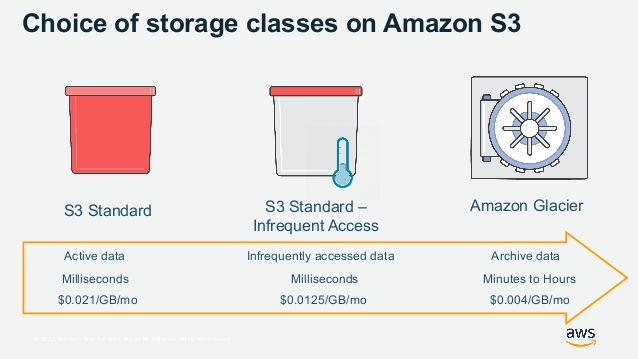 Choice of storage classes on Amazon S3
S3 Standard
S3 Standard –
Infrequent Access
Amazon Glacier
Active data
Infrequently accessed data
Archive data
Milliseconds
Milliseconds
Minutes to Hours
$0.021/GB/mo
$0.0125/GB/mo
$0.004/GB/mo
aws